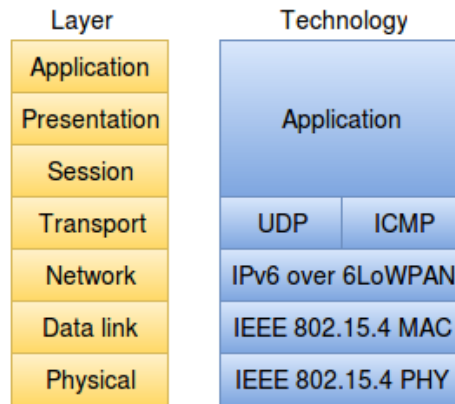 Layer Technology
Application
Presentation Application
Session
Transport UDP ICMP
Network IPv6 over 6LoWPAN
Data link IEEE 802.15.4 MAC
Physical IEEE 802.15.4 PHY